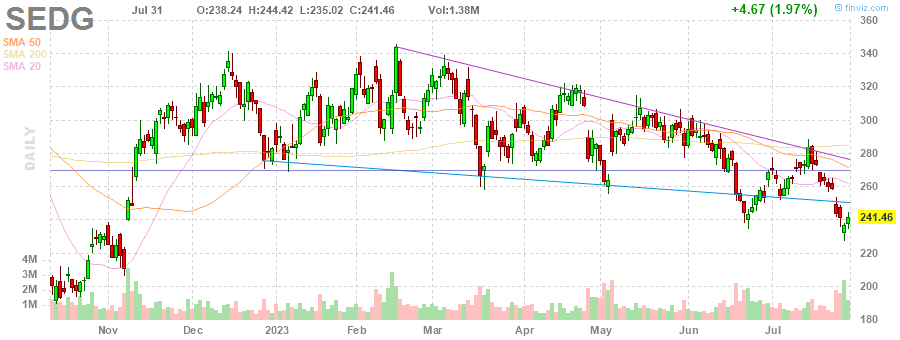 SEDG Jul 31 O:238.24 H:244.42 L:235.02 C:241.46 Vol:1.38M +4.67 (1.97%) © finviz.com
SMA 50
SMA 200
SMA 20
DAILY
360
340
320
300
280
260
241.46
220
200
180
4M
3M
2M
1M
Nov Dec 2023 Feb Mar Apr May Jun Jul